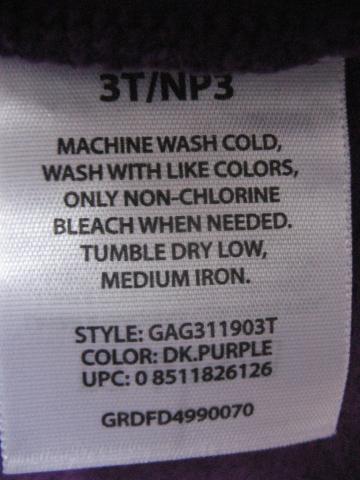 3T/NP3
MACHINE WASH COLD,
WASH WITH LIKE COLORS,
ONLY NON-CHLORINE
BLEACH WHEN NEEDED.
TUMBLE DRY LOW,
MEDIUM IRON.
STYLE: GAG311903T
COLOR: DK.PURPLE
UPC: 0 8511826126
GRDFD4990070